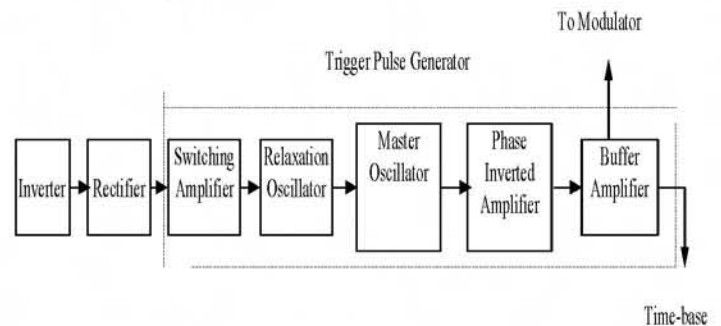 To Modulator
Trigger Pulse Generator
Inverter
Rectifier
Switching
Amplifier
Relaxation
Oscillator
Master
Oscillator
Phase
Inverted
Amplifier
Buffer
Amplifier
Time-base